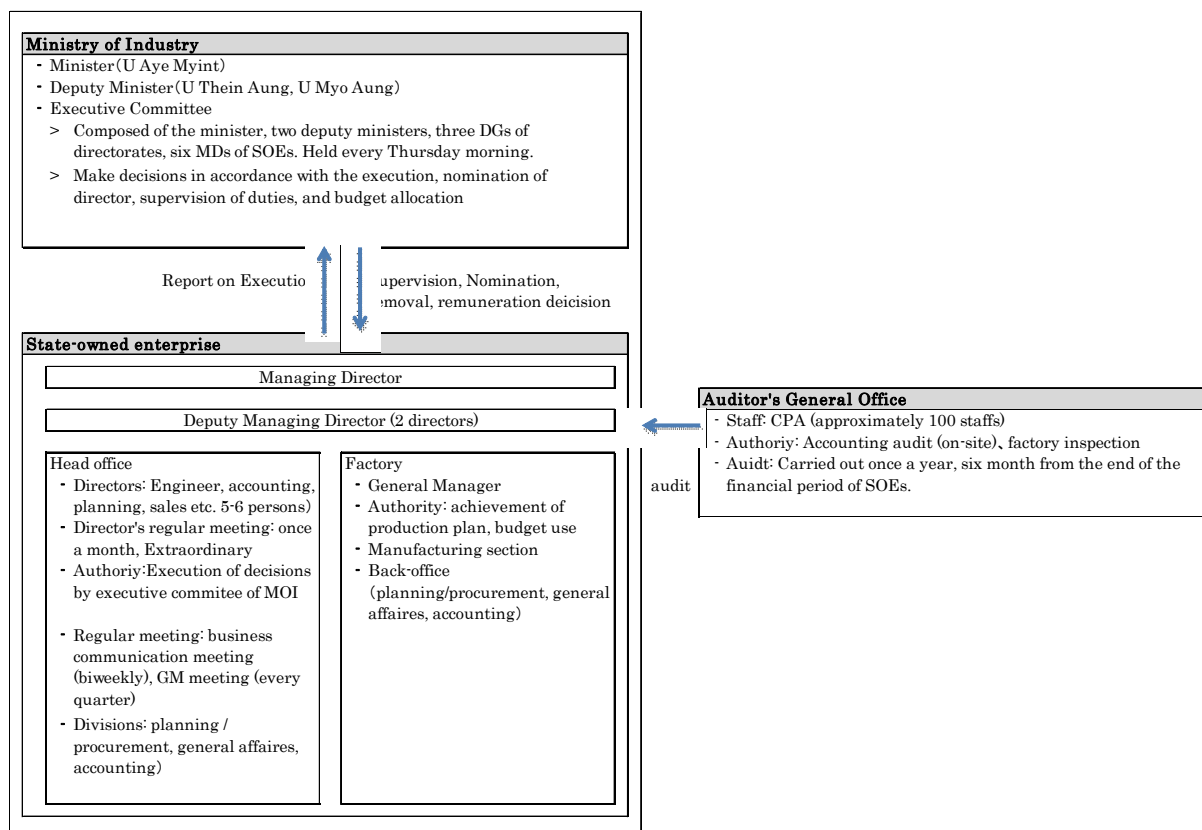 Ministry of Industry
- Minister(U Aye Myint)
- Deputy Minister(U Thein Aung, U Myo Aung)
- Executive Committee
> Composed of the minister, two deputy ministers, three DGs of
directorates, six MDs of SOEs. Held every Thursday morning.
> Make decisions in accordance with the execution, nomination of
director, supervision of duties, and budget allocation
Report on Executio
upervision, Nomination,
emoval, remuneration deicision
State-owned enterprise
Managing Director
Deputy Managing Director (2 directors)
Head office
- Directors: Engineer, accounting,
planning, sales etc. 5-6 persons)
- Director's regular meeting: once
a month, Extraordinary
- Authoriy:Execution of decisions
by executive commitee of MOI
- Regular meeting: business
communication meeting
(biweekly), GM meeting (every
quarter)
- Divisions: planning /
procurement, general affaires,
accounting)
Factory
- General Manager
- Authority: achievement of
production plan, budget use
- Manufacturing section
- Back-office
(planning/procurement, general
affaires, accounting)
audit
Auditor's General Office
- Staff: CPA (approximately 100 staffs)
- Authoriy: Accounting audit (on-site)、factory inspection
- Auidt: Carried out once a year, six month from the end of the
financial period of SOEs.